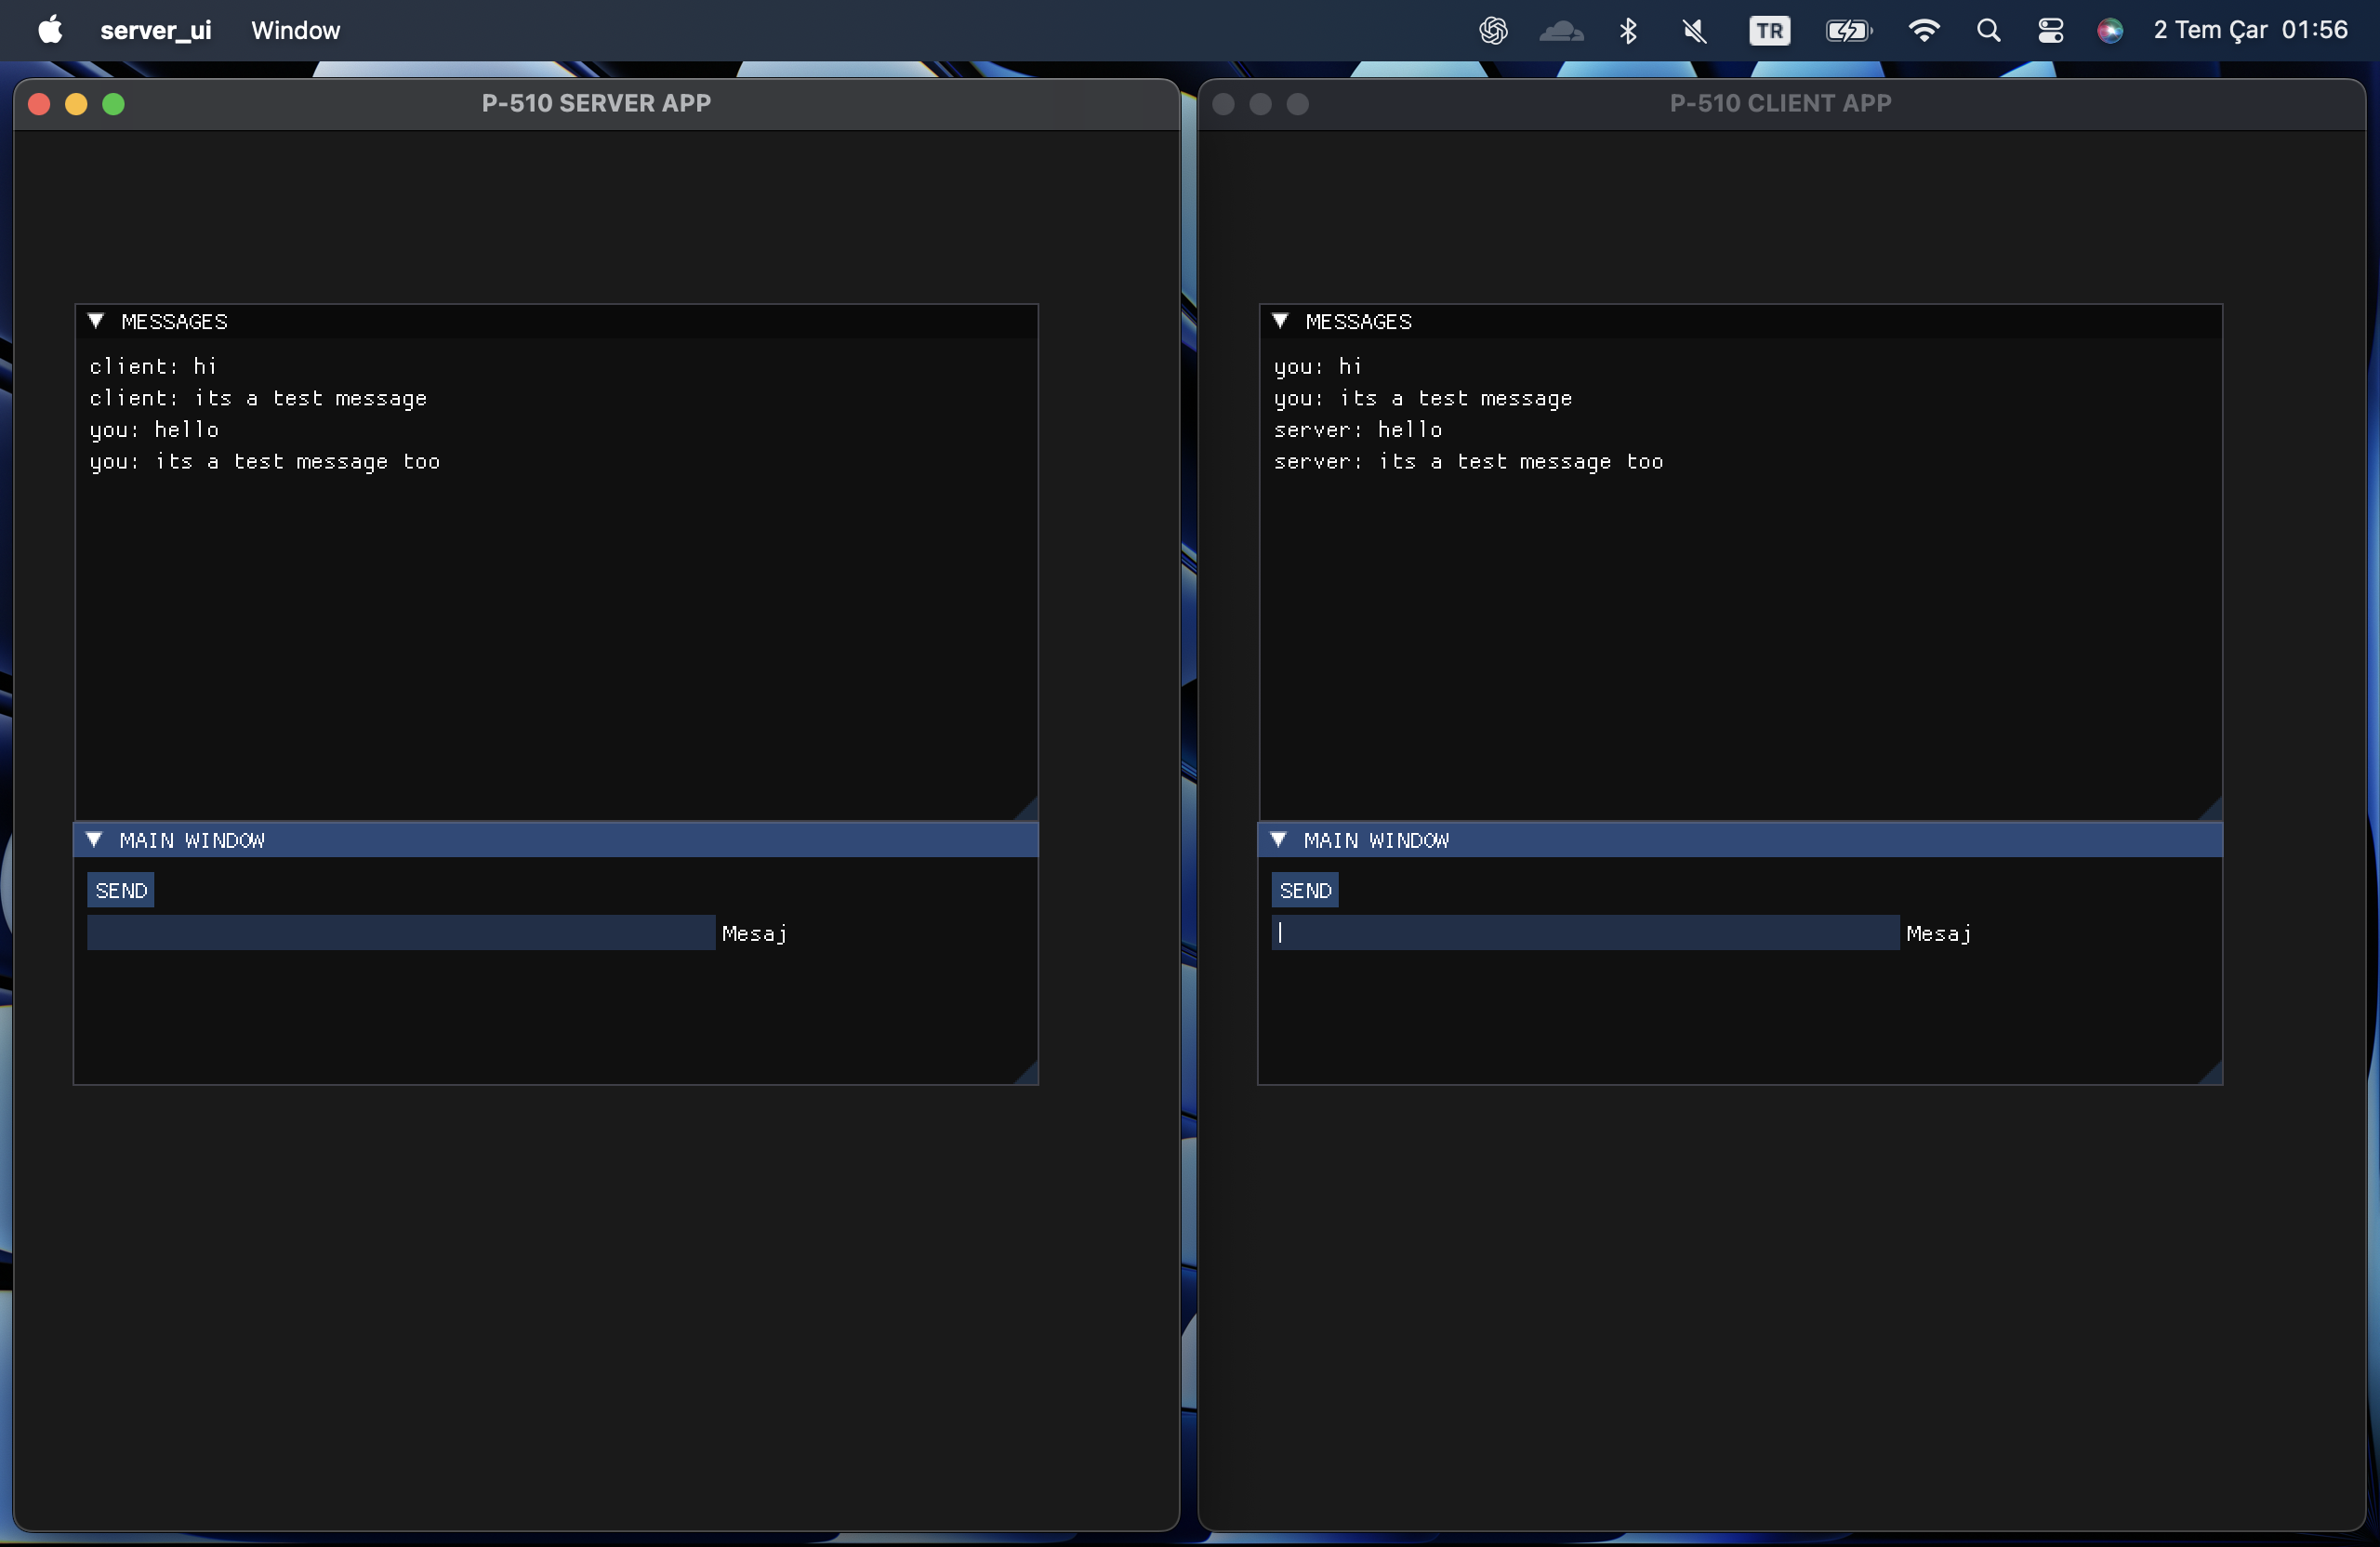 server_ui Window TR 2 Tem Çar 01:56
P-510 SERVER APP
MESSAGES
client: hi
client: its a test message
you: hello
you: its a test message too
MAIN WINDOW
SEND
Mesaj
P-510 CLIENT APP
MESSAGES
you: hi
you: its a test message
server: hello
server: its a test message too
MAIN WINDOW
SEND
Mesaj